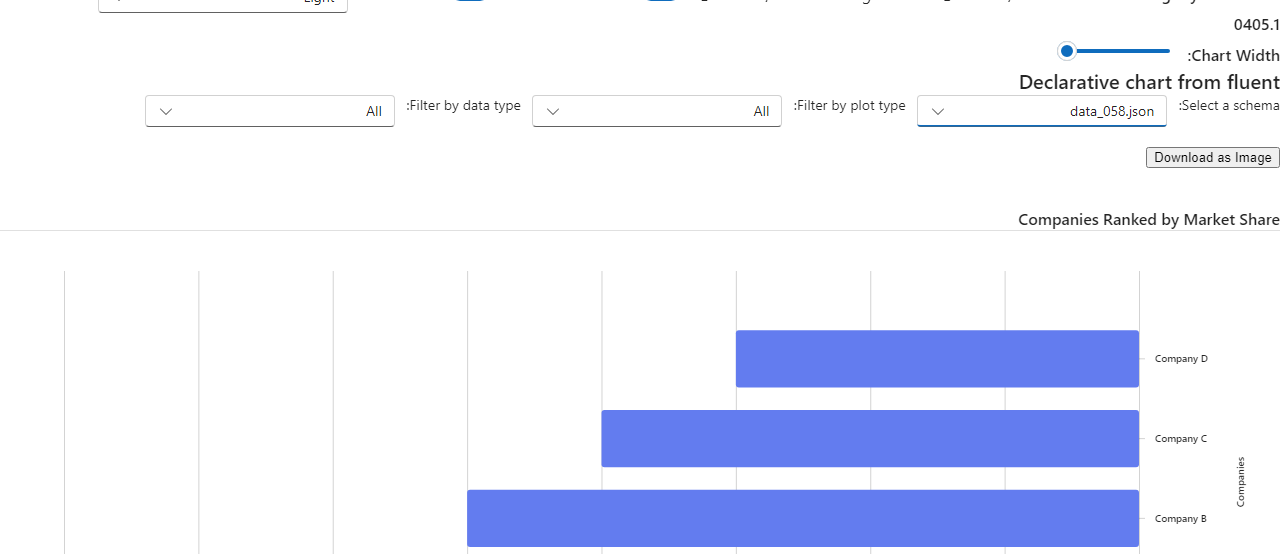 Light
0405.1
:Chart Width
Declarative chart from fluent
:Select a schema
data_058.json
:Filter by plot type
All
:Filter by data type
All
Download as Image
Companies Ranked by Market Share
Company D
Company C
Company B
Companies